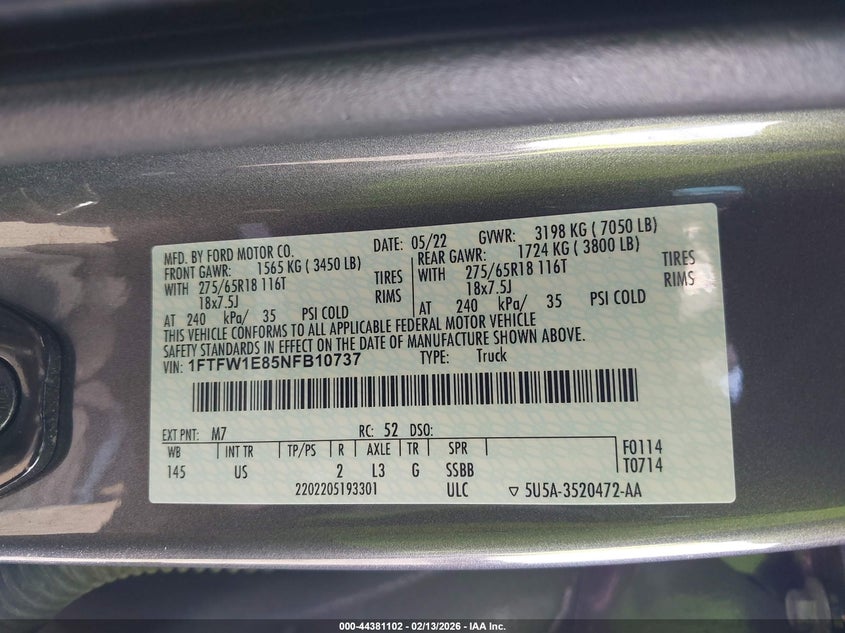 MFD. BY FORD MOTOR CO. DATE: 05/22 GVWR: 3198 KG ( 7050 LB)
FRONT GAWR: 1565 KG ( 3450 LB) REAR GAWR: 1724 KG ( 3800 LB)
WITH 275/65R18 116T TIRES WITH 275/65R18 116T TIRES
18x7.5J RIMS 18x7.5J RIMS
AT 240 kPa/ 35 PSI COLD AT 240 kPa/ 35 PSI COLD
THIS VEHICLE CONFORMS TO ALL APPLICABLE FEDERAL MOTOR VEHICLE
SAFETY STANDARDS IN EFFECT ON THE DATE OF MANUFACTURE SHOWN ABOVE.
VIN: 1FTFW1E85NFB10737 TYPE: Truck
EXT PNT: M7 RC: 52 DSO:
WB INT TR TP/PS R AXLE TR SPR F0114
145 US 2 L3 G SSBB T0714
2202205193301 ULC ▽ 5U5A-3520472-AA
000-44381102 - 02/13/2026 - IAA Inc.